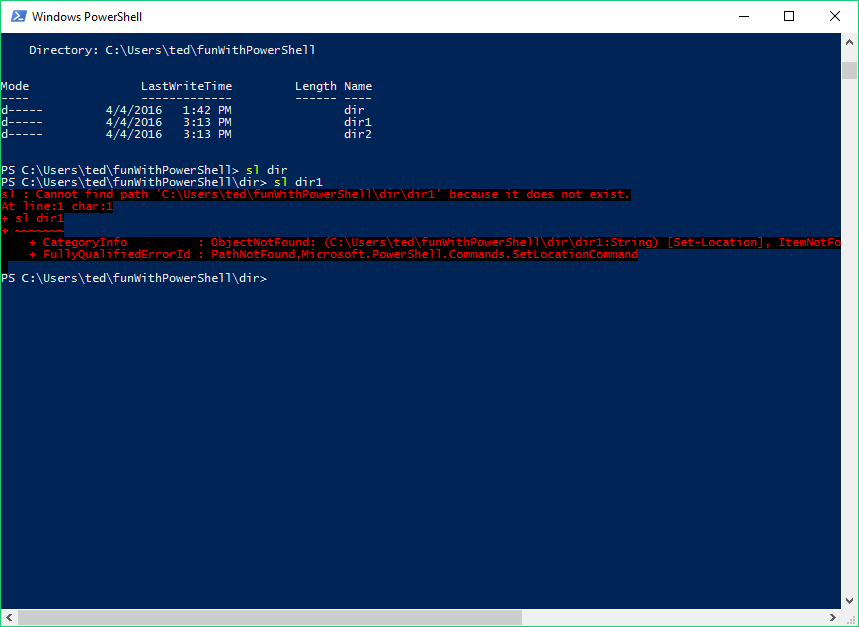 Windows PowerShell
Directory: C:\Users\ted\funWithPowerShell
Mode                LastWriteTime         Length Name
----                -------------         ------ ----
d-----         4/4/2016   1:42 PM                dir
d-----         4/4/2016   3:13 PM                dir1
d-----         4/4/2016   3:13 PM                dir2
PS C:\Users\ted\funWithPowerShell> sl dir
PS C:\Users\ted\funWithPowerShell\dir> sl dir1
sl : Cannot find path 'C:\Users\ted\funWithPowerShell\dir\dir1' because it does not exist.
At line:1 char:1
+ sl dir1
+ ~~~~~~~
    + CategoryInfo          : ObjectNotFound: (C:\Users\ted\funWithPowerShell\dir\dir1:String) [Set-Location], ItemNotFo
    + FullyQualifiedErrorId : PathNotFound,Microsoft.PowerShell.Commands.SetLocationCommand
PS C:\Users\ted\funWithPowerShell\dir>